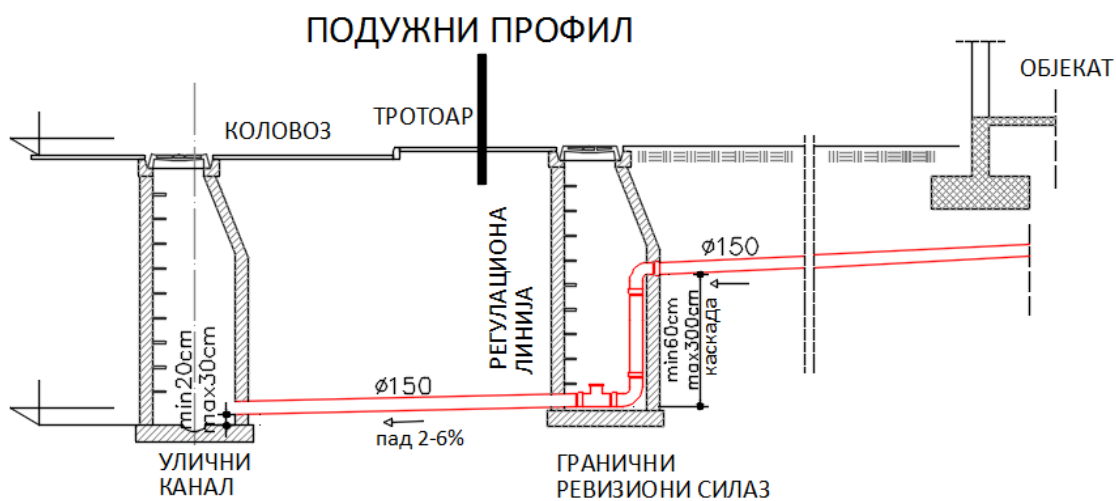 ПОДУЖНИ ПРОФИЛ
ОБЈЕКАТ
ТРОТОАР
КОЛОВОЗ
РЕГУЛАЦИОНА
ЛИНИЈА
ø150
ø150
min20cm
max30cm
min60cm
max300cm
каскада
пад 2-6%
УЛИЧНИ
КАНАЛ
ГРАНИЧНИ
РЕВИЗИОНИ СИЛАЗ